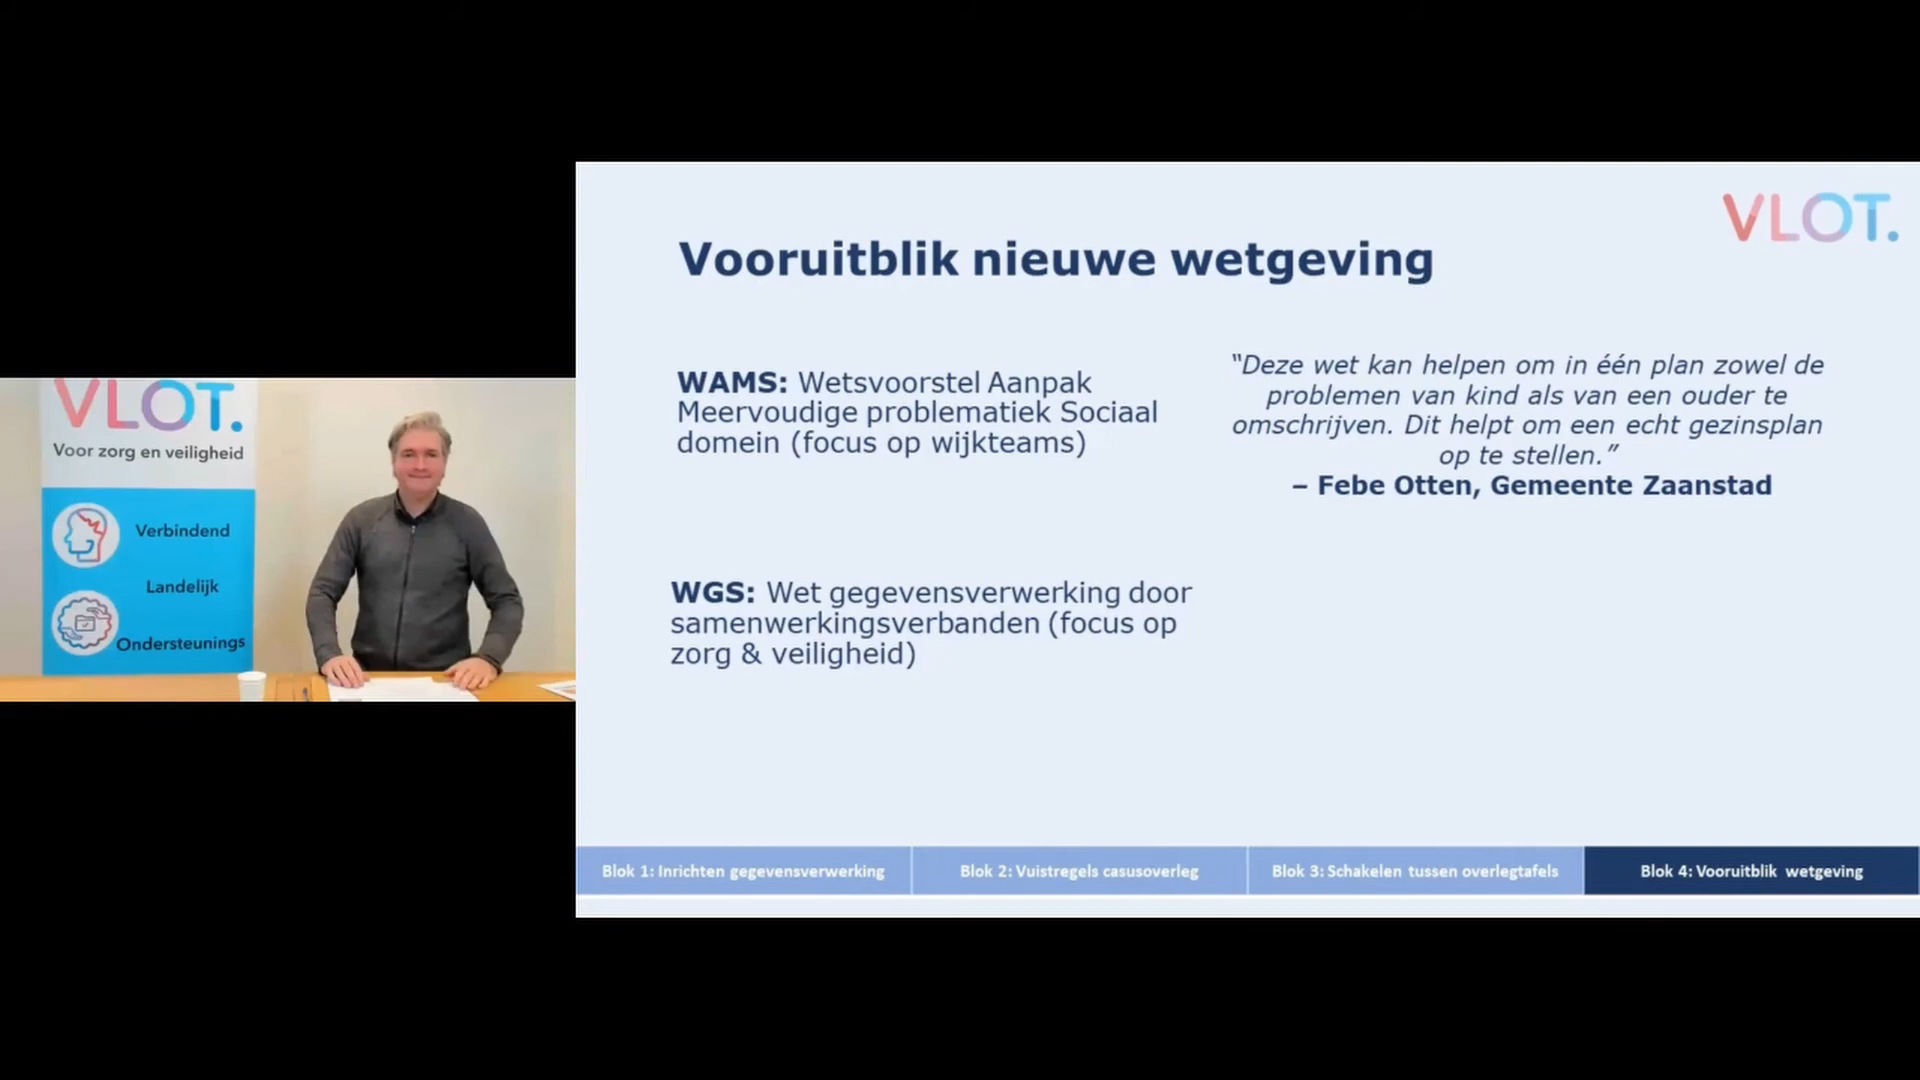 VLOT.
Voor zorg en veiligheid
Verbindend
Landelijk
Ondersteunings
VLOT.
Vooruitblik nieuwe wetgeving
WAMS: Wetsvoorstel Aanpak
Meervoudige problematiek Sociaal
domein (focus op wijkteams)
“Deze wet kan helpen om in één plan zowel de
problemen van kind als van een ouder te
omschrijven. Dit helpt om een echt gezinsplan
op te stellen.”
– Febe Otten, Gemeente Zaanstad
WGS: Wet gegevensverwerking door
samenwerkingsverbanden (focus op
zorg & veiligheid)
Blok 1: Inrichten gegevensverwerking
Blok 2: Vuistregels casusoverleg
Blok 3: Schakelen tussen overlegtafels
Blok 4: Vooruitblik wetgeving